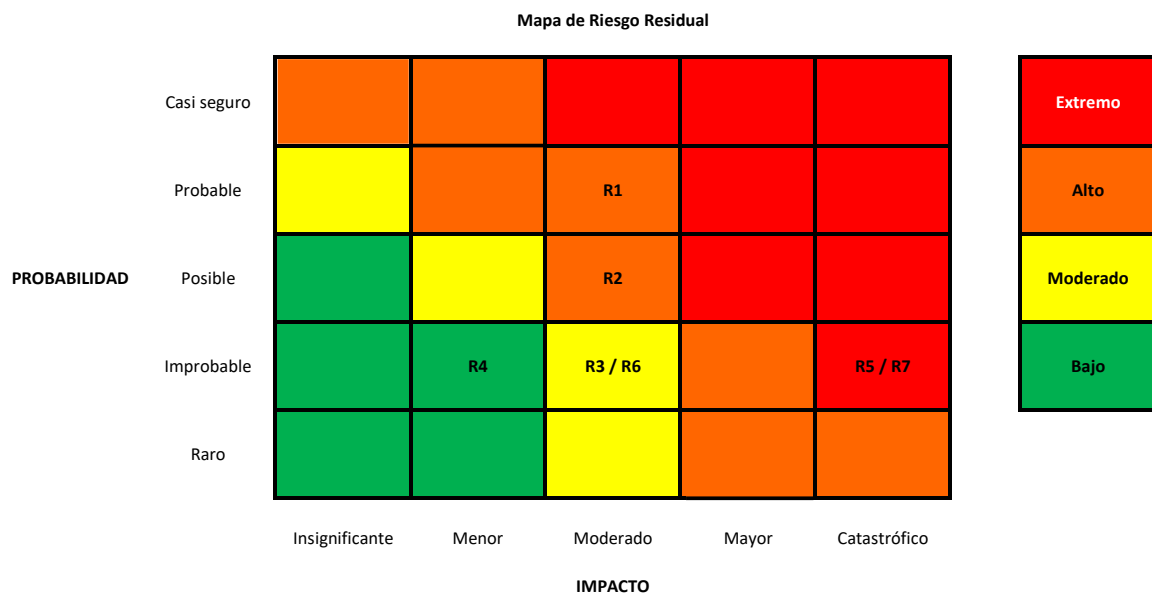 Mapa de Riesgo Residual
Casi seguro
Extremo
Probable
R1
Alto
PROBABILIDAD
Posible
R2
Moderado
Improbable
R4
R3 / R6
R5 / R7
Bajo
Raro
Insignificante
Menor
Moderado
Mayor
Catastrófico
IMPACTO